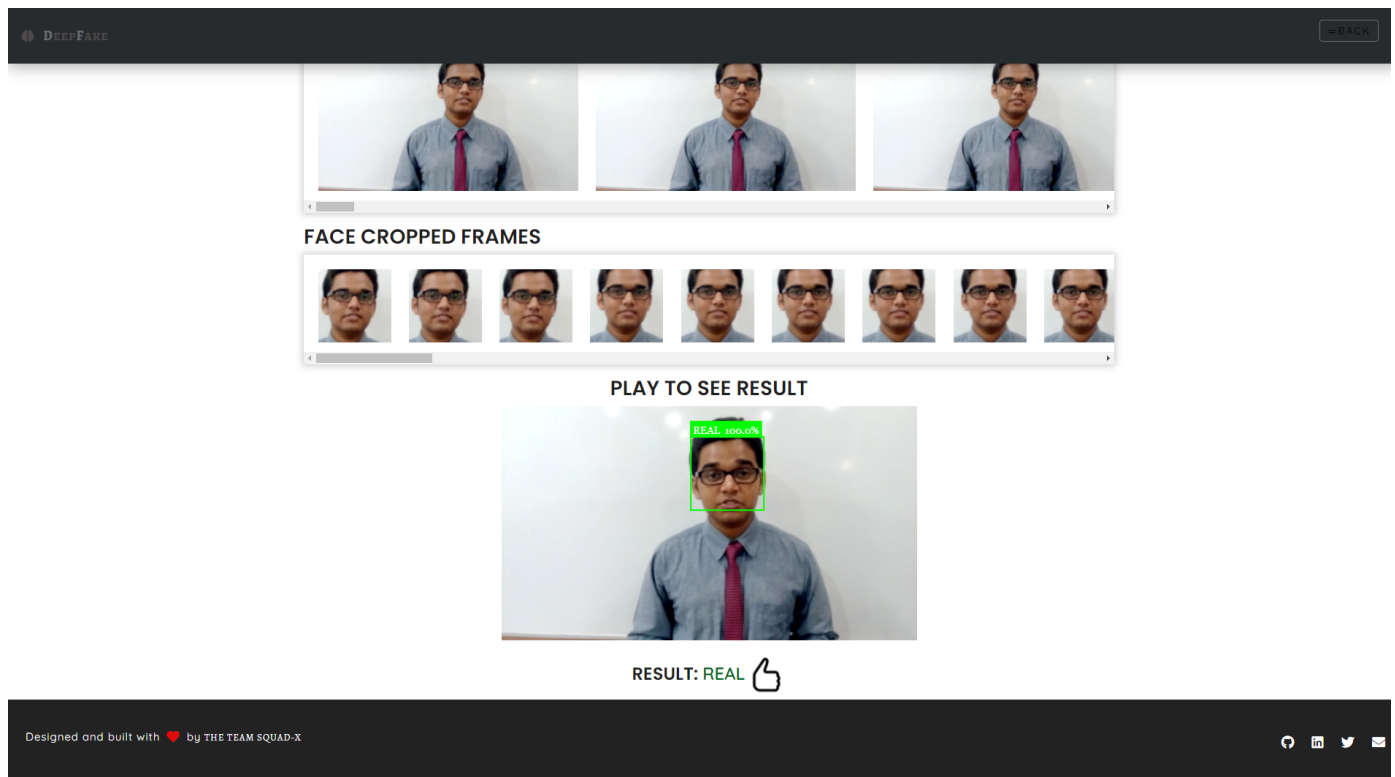 DEEPFAKE
⇐BACK
FACE CROPPED FRAMES
PLAY TO SEE RESULT
REAL 100.0%
RESULT: REAL
Designed and built with ❤ by THE TEAM SQUAD-X